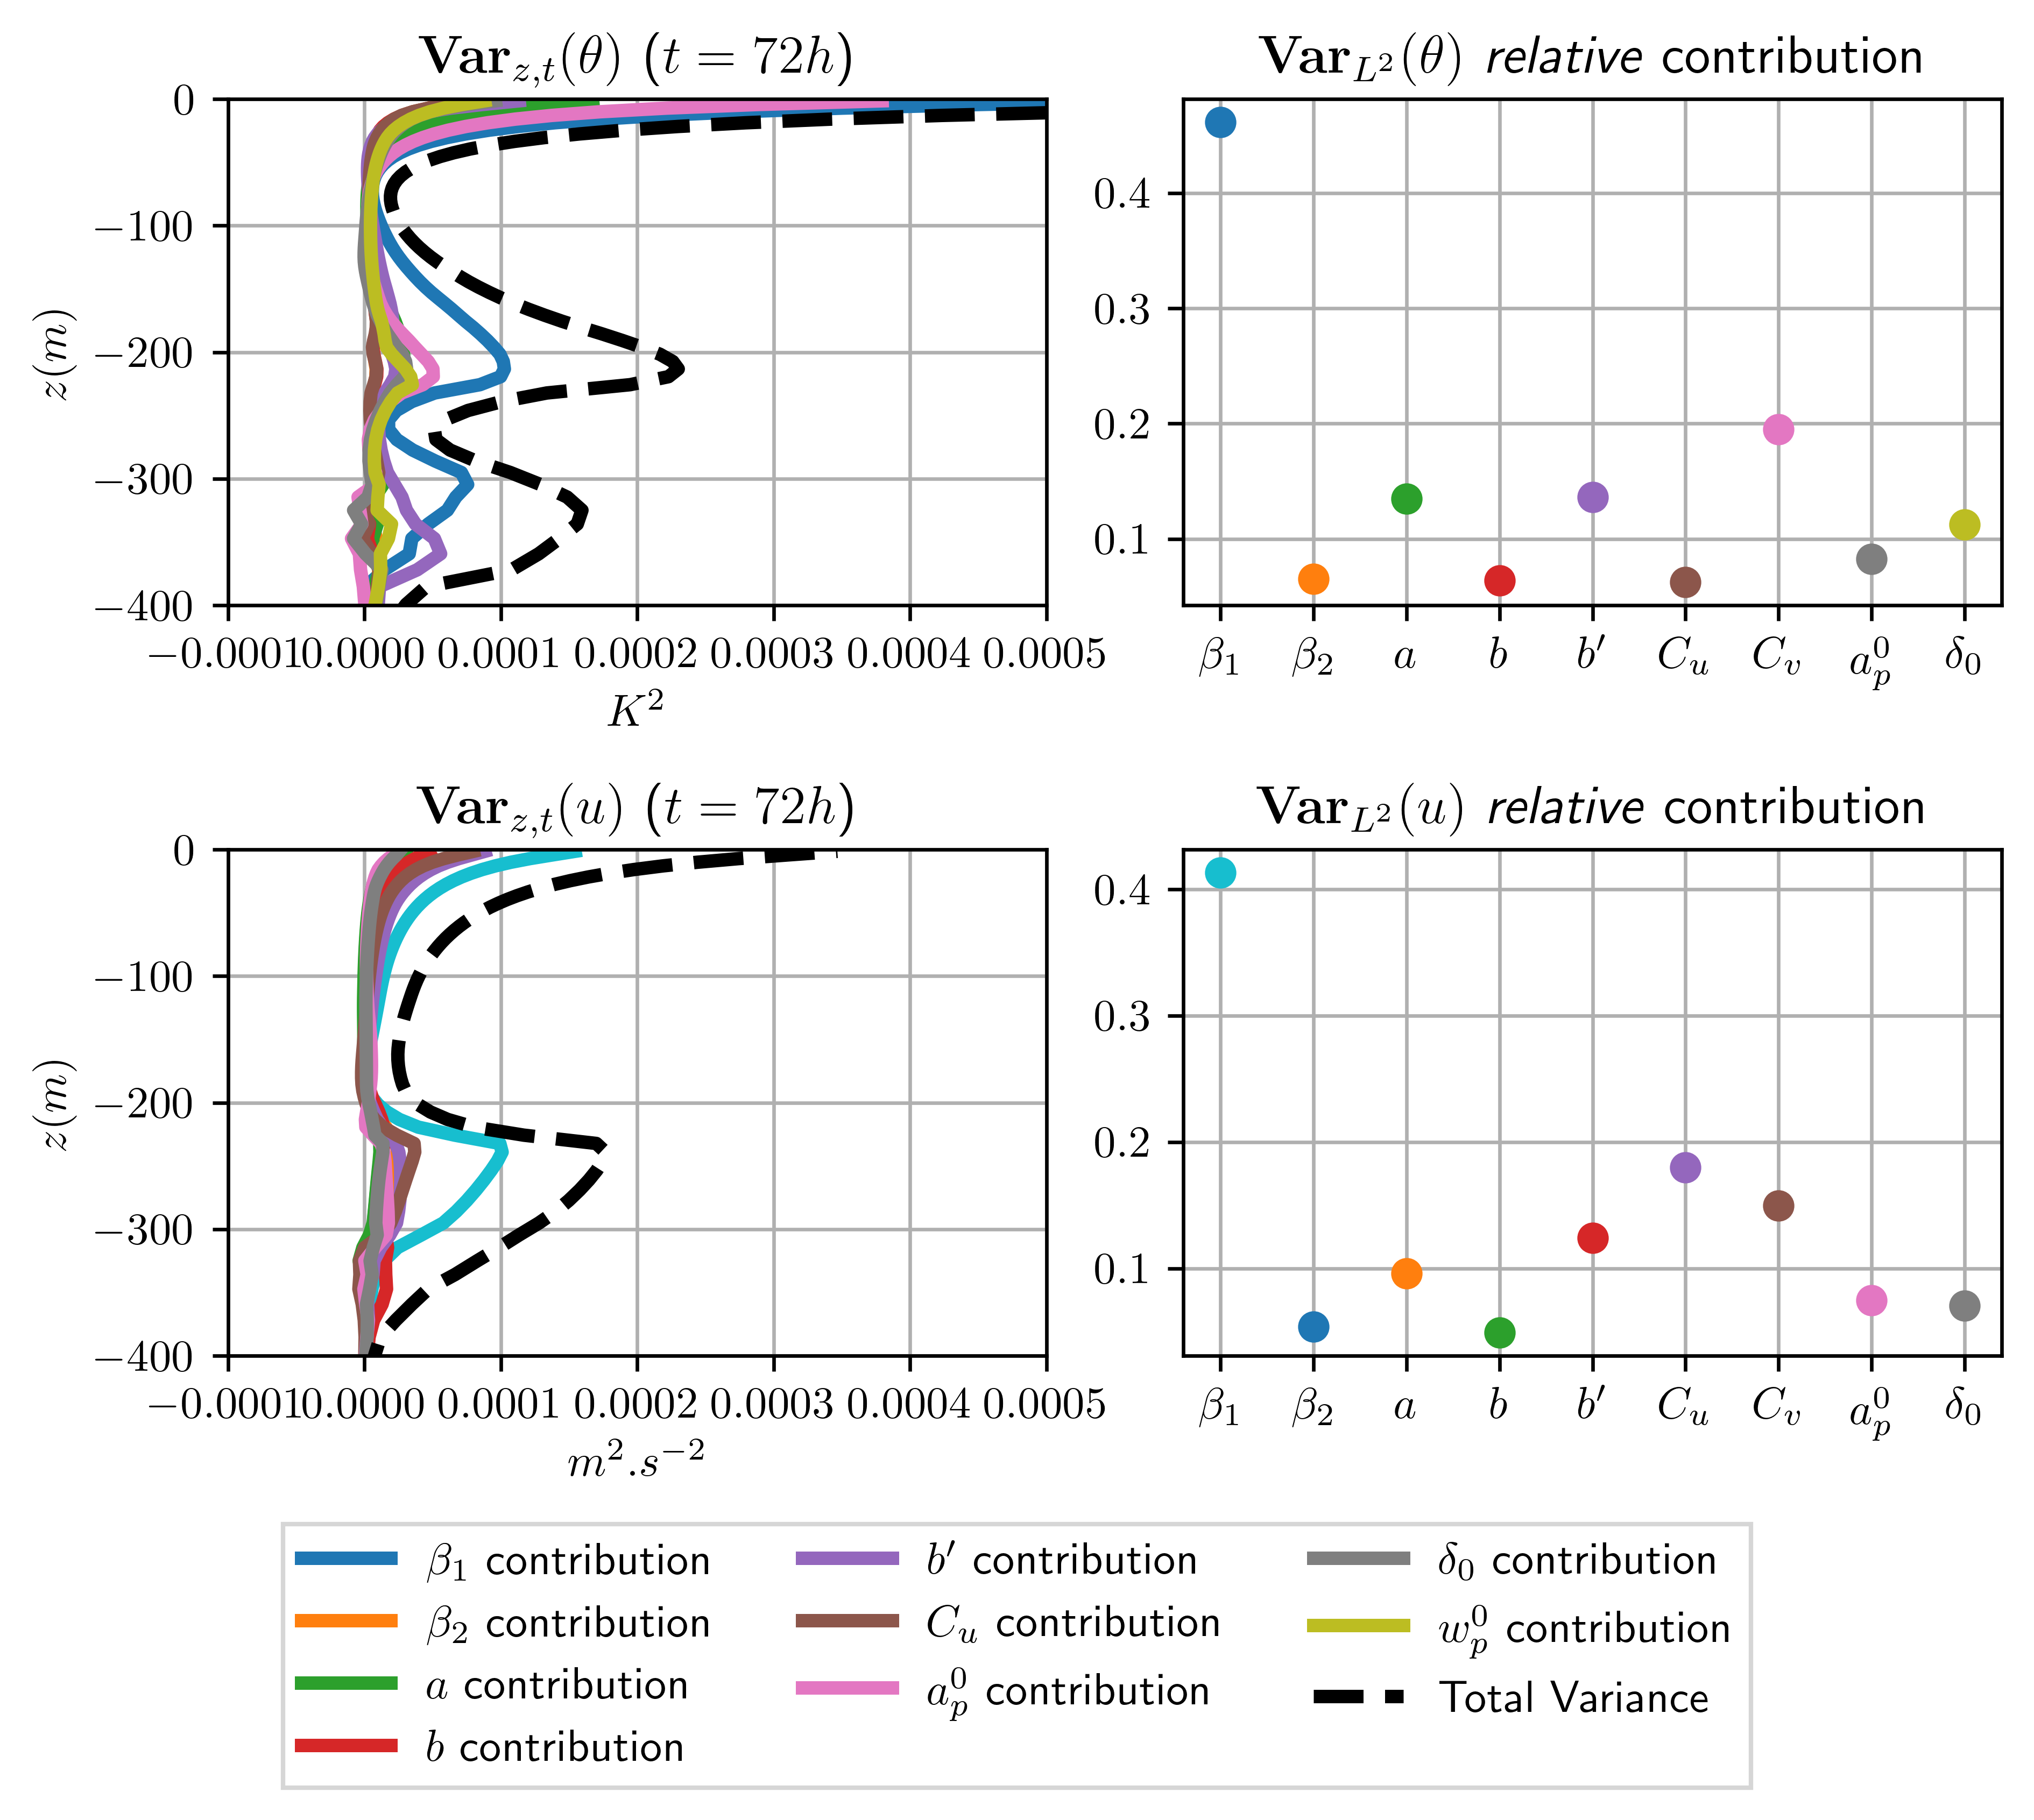 Var_{z,t}(θ) (t = 72h)
0
−100
−200
−300
−400
z(m)
−0.0001 0.0000 0.0001 0.0002 0.0003 0.0004 0.0005
K²
Var_{L²}(θ) relative contribution
0.4
0.3
0.2
0.1
β₁ β₂ a b b′ C_u C_v a_p^0 δ₀
Var_{z,t}(u) (t = 72h)
0
−100
−200
−300
−400
z(m)
−0.0001 0.0000 0.0001 0.0002 0.0003 0.0004 0.0005
m².s⁻²
Var_{L²}(u) relative contribution
0.4
0.3
0.2
0.1
β₁ β₂ a b b′ C_u C_v a_p^0 δ₀
β₁ contribution
β₂ contribution
a contribution
b contribution
b′ contribution
C_u contribution
a_p^0 contribution
δ₀ contribution
w_p^0 contribution
Total Variance